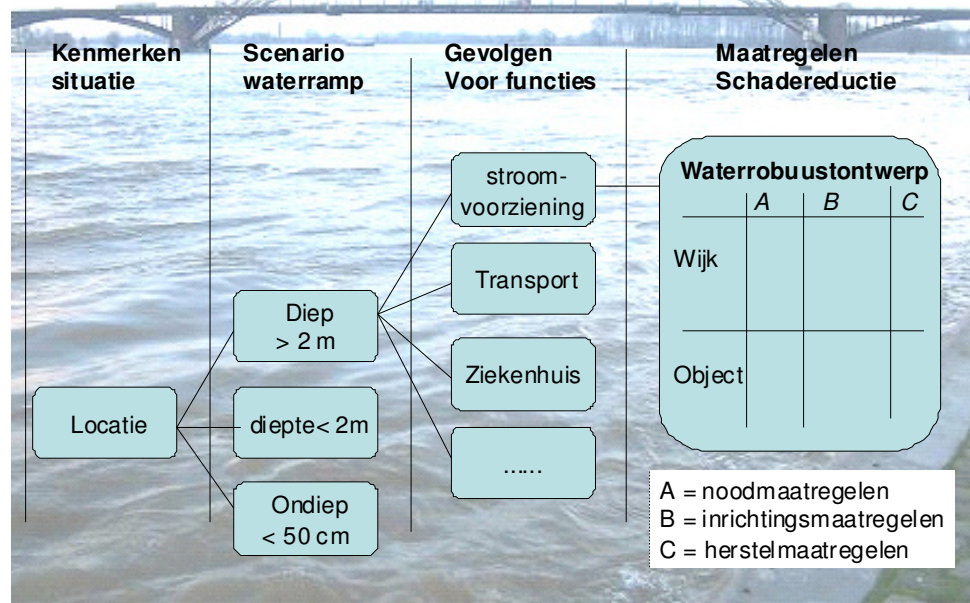 Kenmerken
situatie
Scenario
waterramp
Gevolgen
Voor functies
Maatregelen
Schadereductie
Locatie
Diep
> 2 m
diepte< 2m
Ondiep
< 50 cm
stroom-
voorziening
Transport
Ziekenhuis
......
Waterrobuustontwerp
A B C
Wijk
Object
A = noodmaatregelen
B = inrichtingsmaatregelen
C = herstelmaatregelen